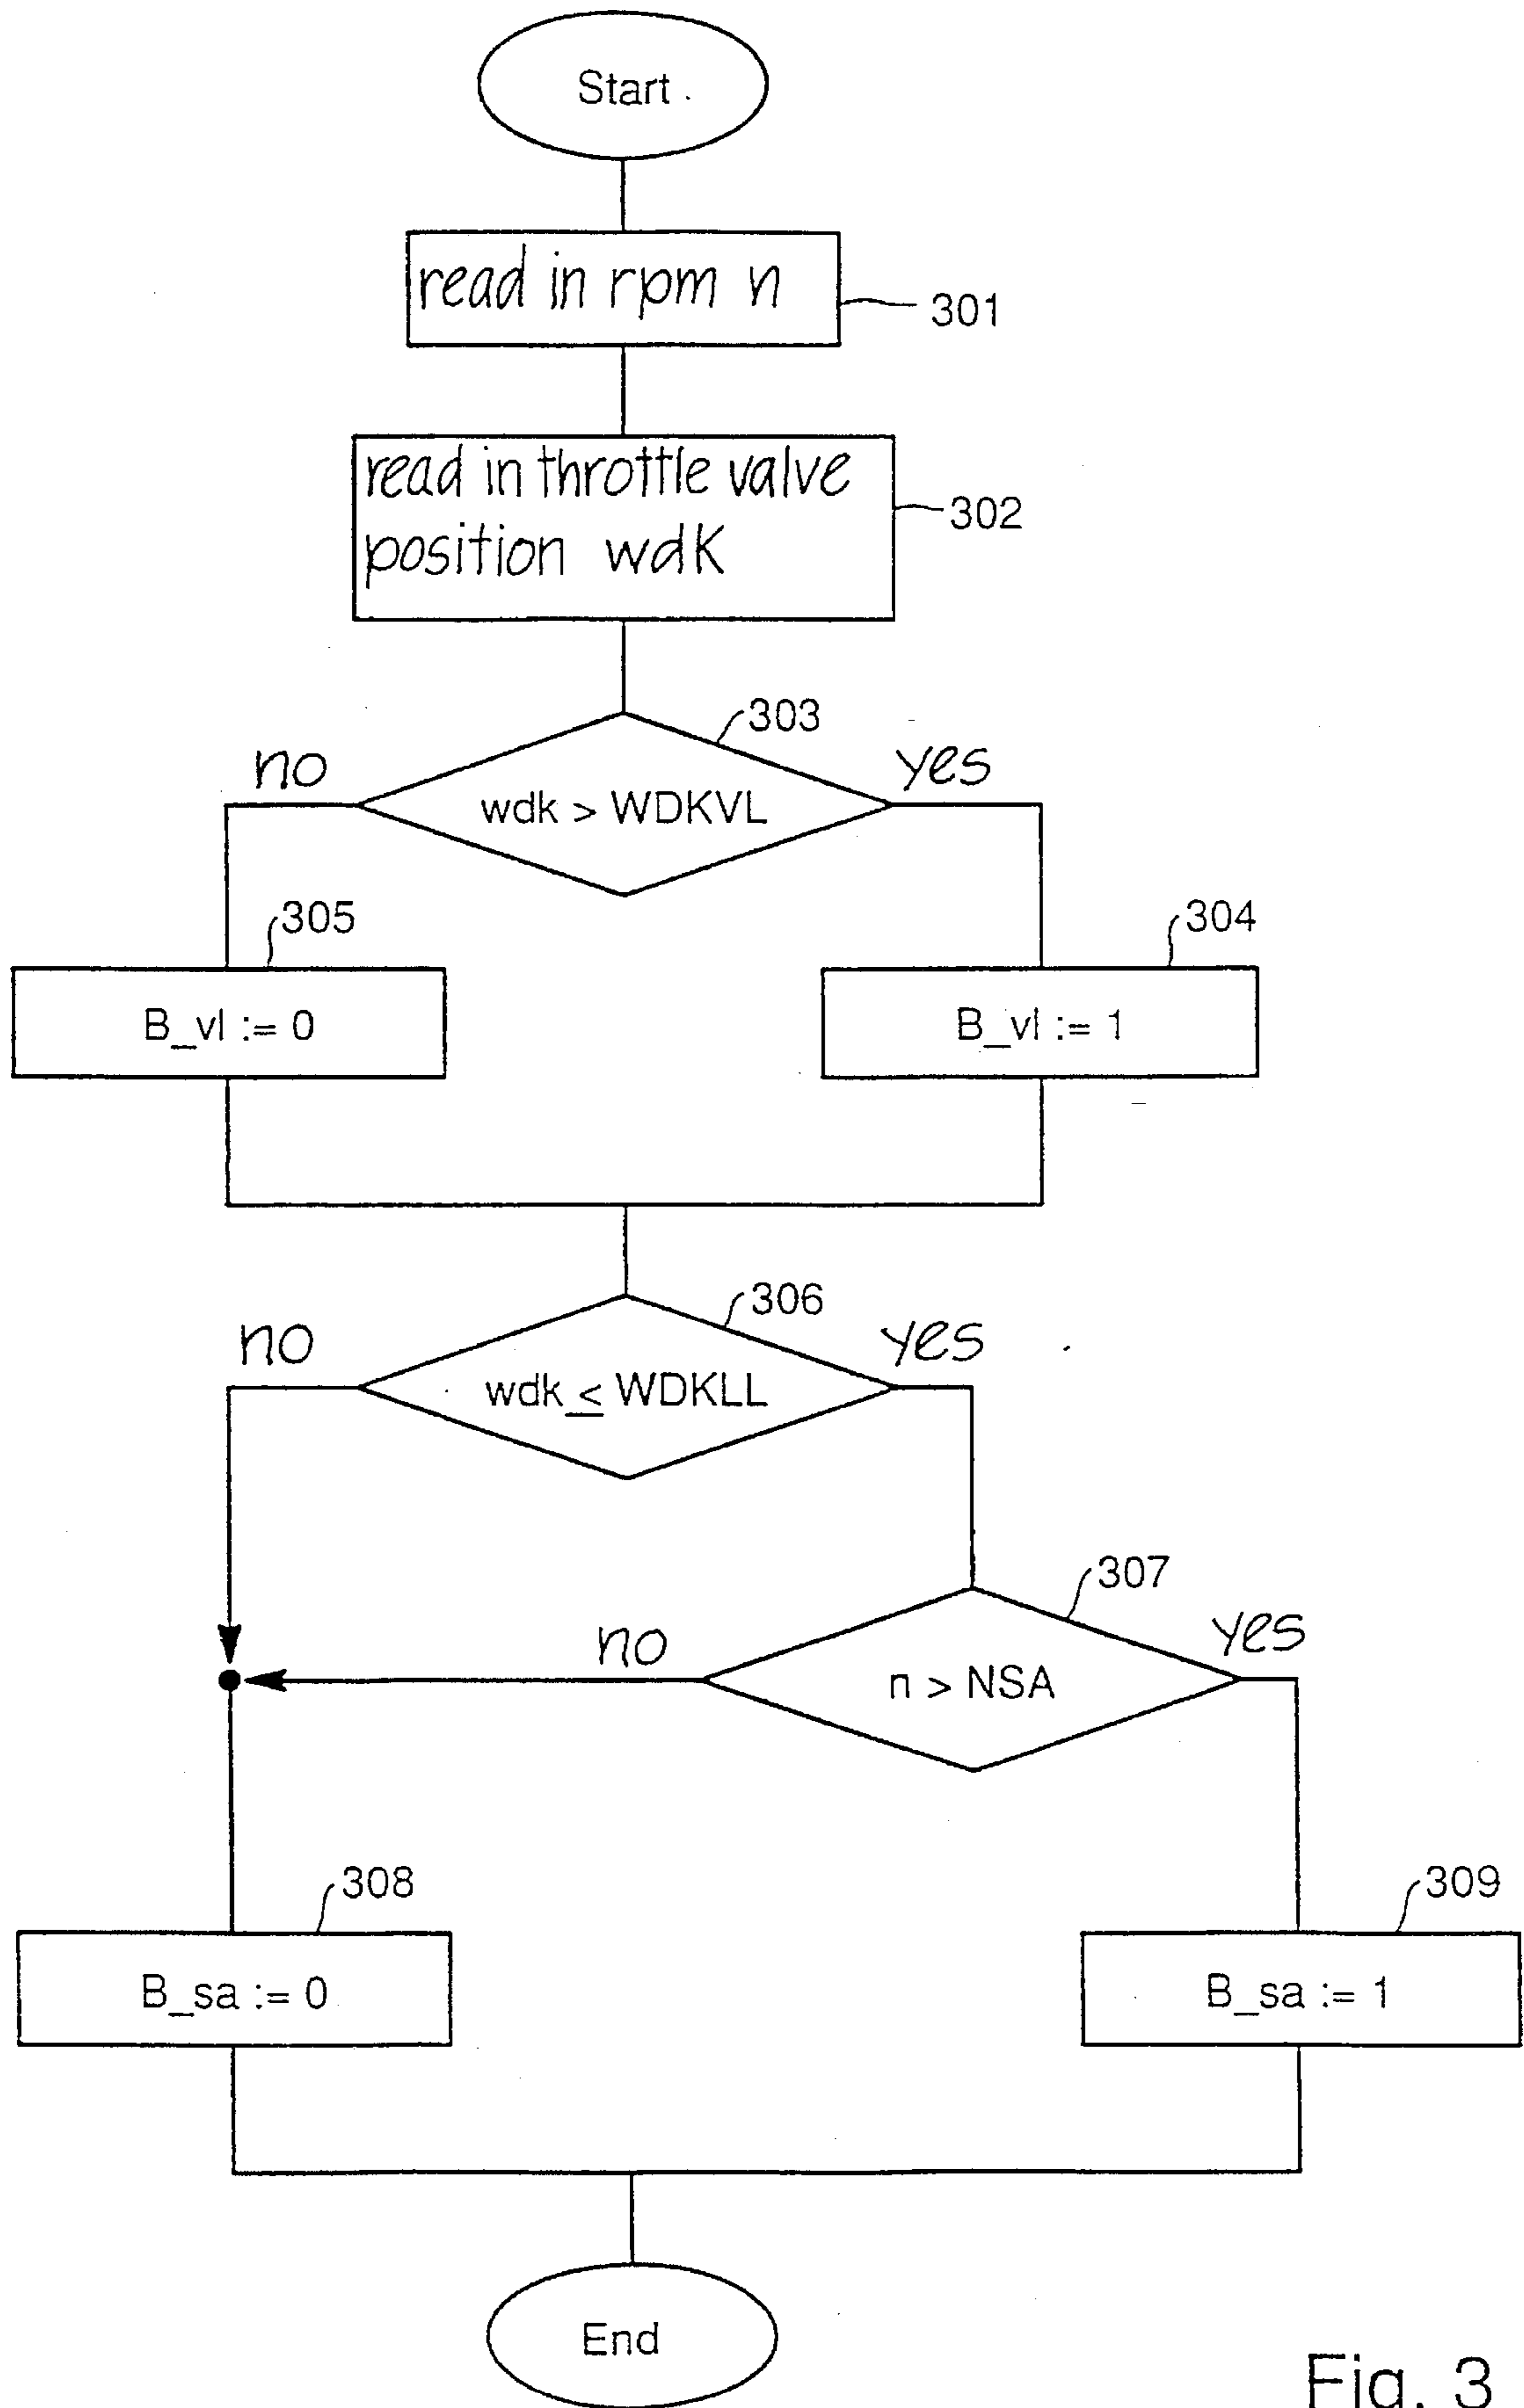 Start
read in rpm n
301
read in throttle valve
position wdk
302
303
no
yes
wdk > WDKVL
305
304
B_vl := 0
B_vl := 1
306
no
yes
wdk ≤ WDKLL
307
no
yes
n > NSA
308
309
B_sa := 0
B_sa := 1
End
Fig. 3